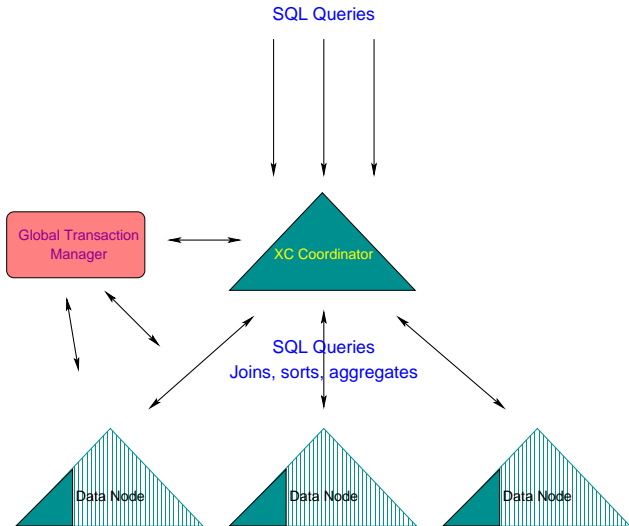 SQL Queries
Global Transaction
Manager
XC Coordinator
SQL Queries
Joins, sorts, aggregates
Data Node
Data Node
Data Node